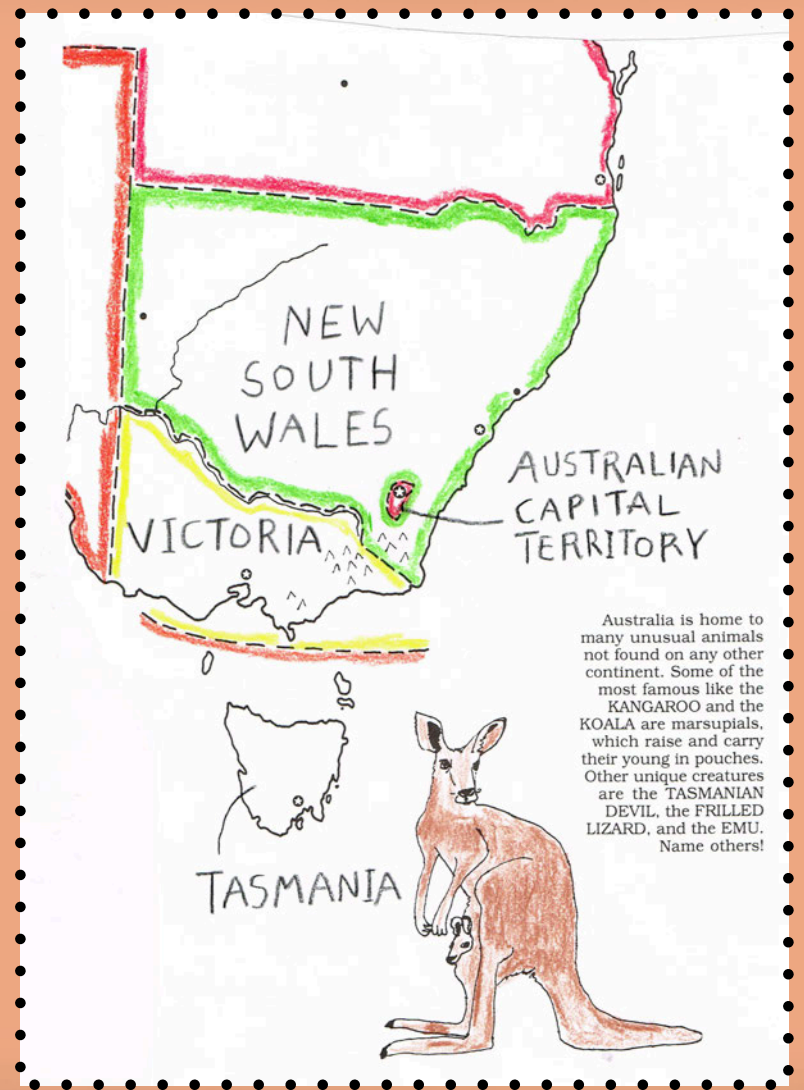 NEW
SOUTH
WALES
AUSTRALIAN
CAPITAL
TERRITORY
VICTORIA
Australia is home to
many unusual animals
not found on any other
continent. Some of the
most famous like the
KANGAROO and the
KOALA are marsupials,
which raise and carry
their young in pouches.
Other unique creatures
are the TASMANIAN
DEVIL, the FRILLED
LIZARD, and the EMU.
Name others!
TASMANIA